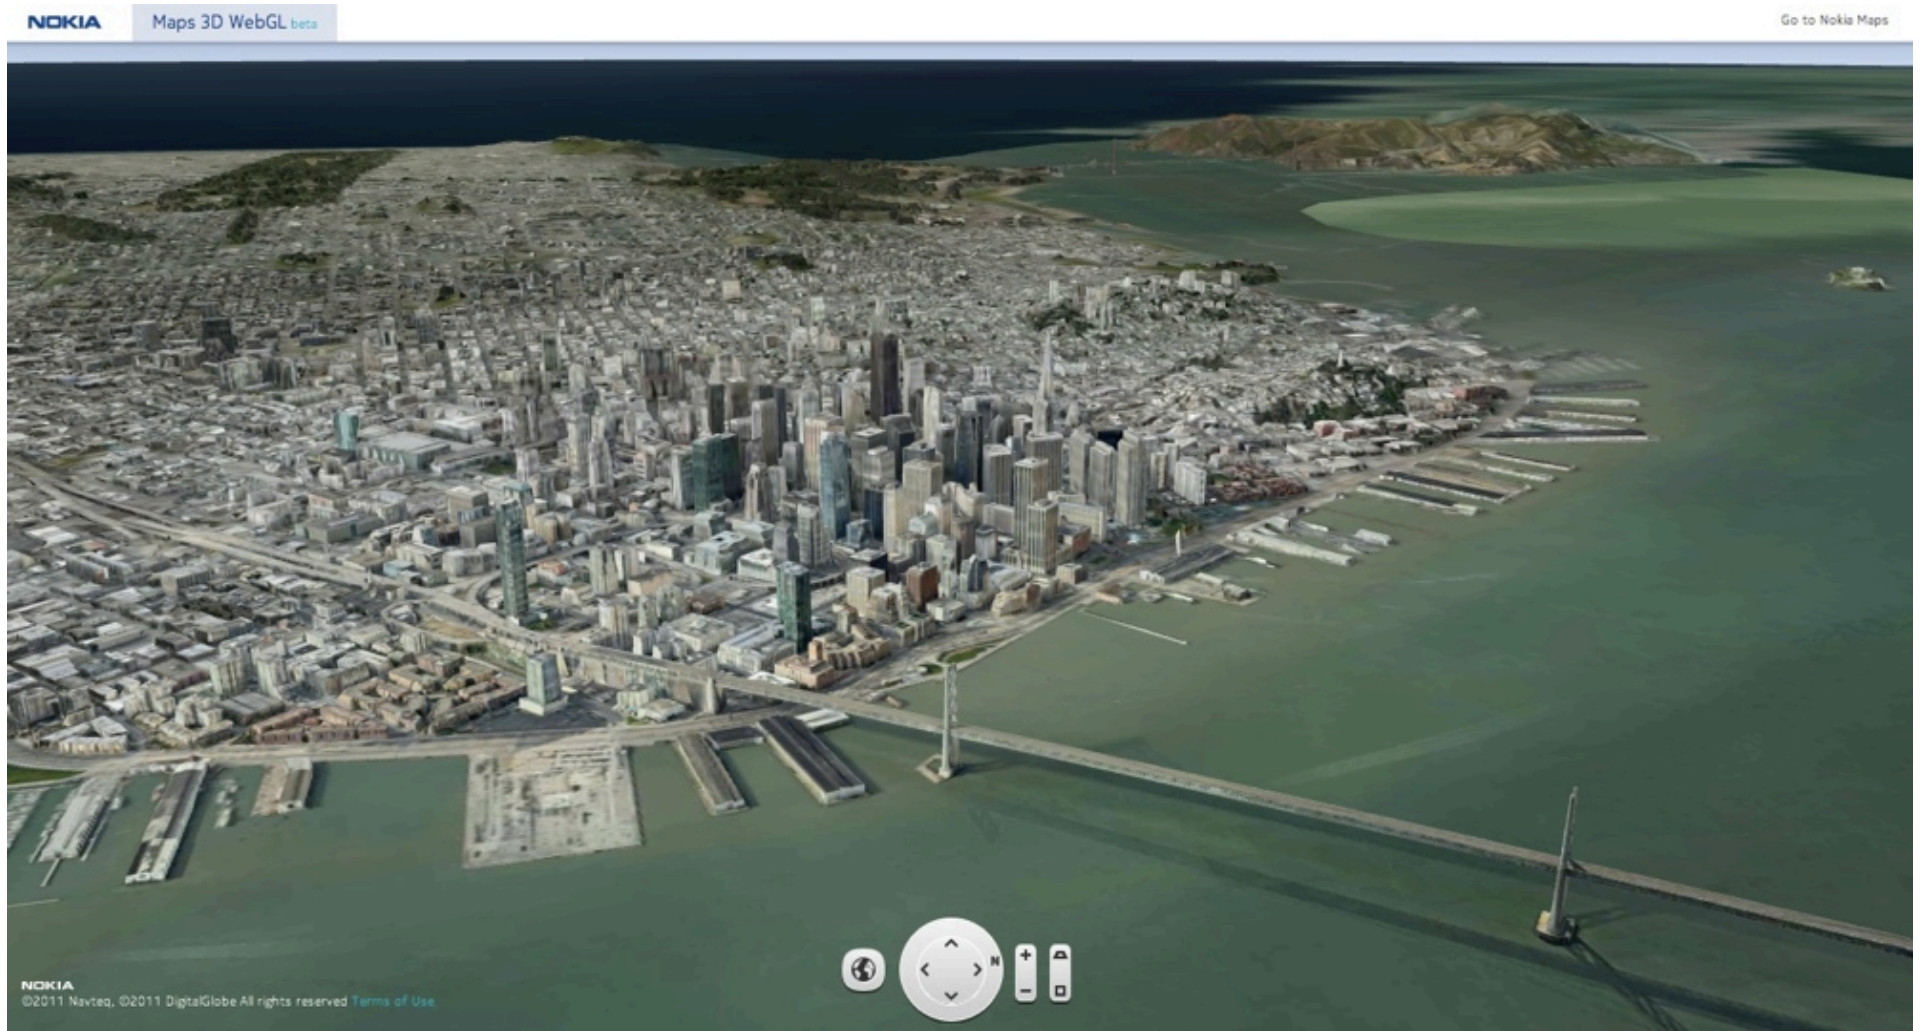 NOKIA
Maps 3D WebGL beta
Go to Nokia Maps
N
+
-
NOKIA
©2011 Navteq, ©2011 DigitalGlobe All rights reserved Terms of Use